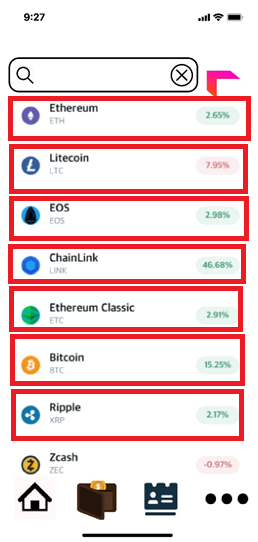 9:27
Ethereum
ETH
2.65%
Litecoin
LTC
7.95%
EOS
EOS
2.98%
ChainLink
LINK
46.68%
Ethereum Classic
ETC
2.91%
Bitcoin
BTC
15.25%
Ripple
XRP
2.17%
Zcash
ZEC
-0.97%